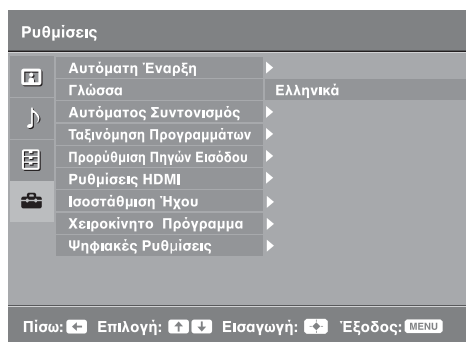 Ρυθμίσεις
Αυτόματη Έναρξη
Γλώσσα Ελληνικά
Αυτόματος Συντονισμός
Ταξινόμηση Προγραμμάτων
Προρύθμιση Πηγών Εισόδου
Ρυθμίσεις HDMI
Ισοστάθμιση Ήχου
Χειροκίνητο Πρόγραμμα
Ψηφιακές Ρυθμίσεις
Πίσω: Επιλογή: Εισαγωγή: Έξοδος: MENU